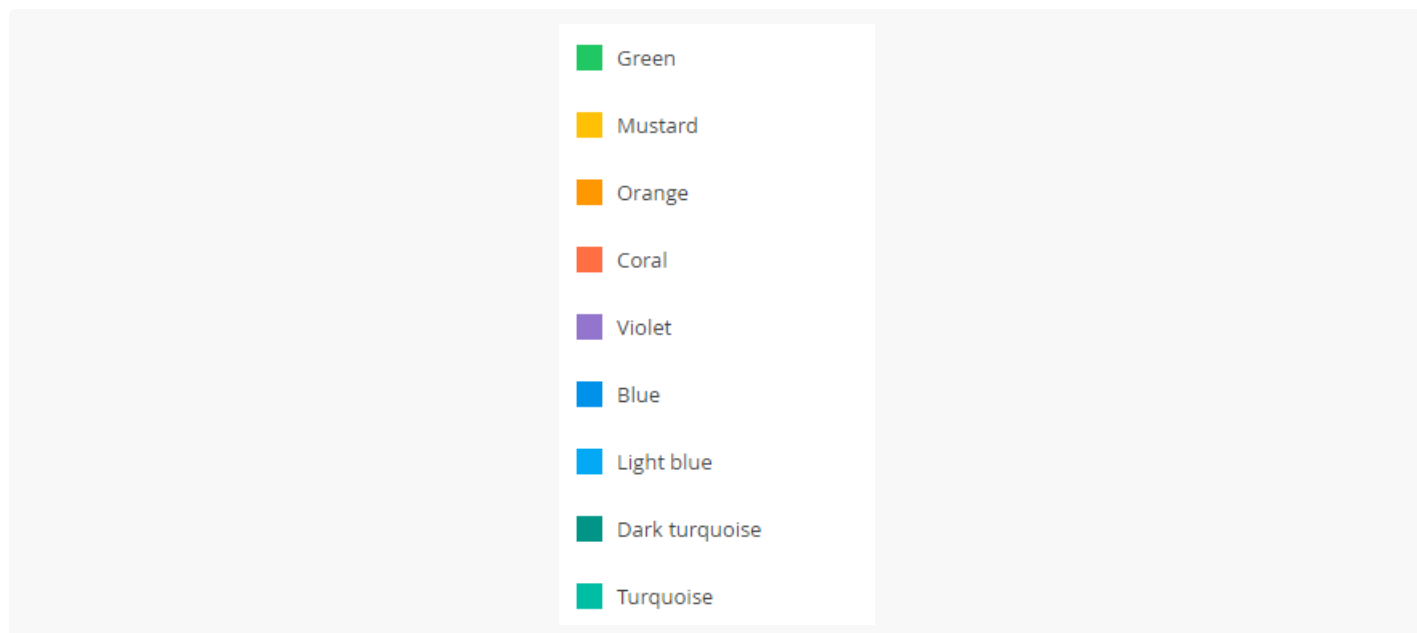 Green
Mustard
Orange
Coral
Violet
Blue
Light blue
Dark turquoise
Turquoise